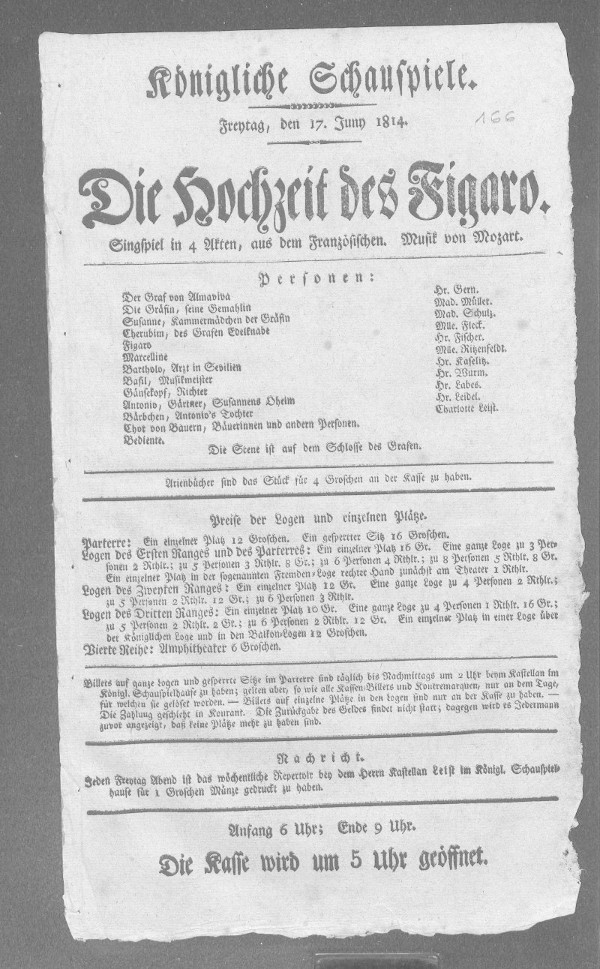 Königliche Schauspiele.
Freytag, den 17. Juny 1814.
166
Die Hochzeit des Figaro.
Singspiel in 4 Akten, aus dem Französischen. Musik von Mozart.
Personen:
Der Graf von Almaviva Hr. Gern.
Die Gräfin, seine Gemahlin Mad. Müller.
Susanne, Kammermädchen der Gräfin Mad. Schulz.
Cherubim, des Grafen Edelknabe Mlle. Fleck.
Figaro Hr. Fischer.
Marcelline Mlle. Ritzenfeldt.
Bartholo, Arzt in Sevilien Hr. Kaselitz.
Basil, Musikmeister Hr. Wurm.
Gänsekopf, Richter Hr. Labes.
Antonio, Gärtner, Susannens Oheim Hr. Leidel.
Bärbchen, Antonio's Tochter Charlotte Leist.
Chor von Bauern, Bäuerinnen und andern Personen.
Bediente.
Die Scene ist auf dem Schlosse des Grafen.
Arienbücher sind das Stück für 4 Groschen an der Kasse zu haben.
Preise der Logen und einzelnen Plätze.
Parterre: Ein einzelner Platz 12 Groschen. Ein gesperrter Sitz 16 Groschen.
Logen des Ersten Ranges und des Parterres: Ein einzelner Platz 16 Gr. Eine ganze Loge zu 3 Per-
sonen 2 Rthlr.; zu 5 Personen 3 Rthlr. 8 Gr.; zu 6 Personen 4 Rthlr.; zu 8 Personen 5 Rthlr. 8 Gr.
Ein einzelner Platz in der sogenannten Fremden-Loge rechter Hand zunächst am Theater 1 Rthlr.
Logen des Zweyten Ranges: Ein einzelner Platz 12 Gr. Eine ganze Loge zu 4 Personen 2 Rthlr.;
zu 5 Personen 2 Rthlr. 12 Gr.; zu 6 Personen 3 Rthlr.
Logen des Dritten Ranges: Ein einzelner Platz 10 Gr. Eine ganze Loge zu 4 Personen 1 Rthlr. 16 Gr.;
zu 5 Personen 2 Rthlr. 2 Gr.; zu 6 Personen 2 Rthlr. 12 Gr. Ein einzelner Platz in einer Loge über
der Königlichen Loge und in den Balkon-Logen 12 Groschen.
Vierte Reihe: Amphitheater 6 Groschen.
Billets auf ganze Logen und gesperrte Sitze im Parterre sind täglich bis Nachmittags um 2 Uhr beym Kastellan im
Königl. Schauspielhause zu haben; gelten aber, so wie alle Kassen-Billets und Kontremarquen, nur an dem Tage,
für welchen sie gelöset worden. — Billets auf einzelne Plätze in den Logen sind nur an der Kasse zu haben. —
Die Zahlung geschieht in Kourant. Die Zurückgabe des Geldes findet nicht statt; dagegen wird es Jedermann
zuvor angezeigt, daß keine Plätze mehr zu haben sind.
Nachricht.
Jeden Freytag Abend ist das wöchentliche Repertoir bey dem Herrn Kastellan Leist im Königl. Schauspiel-
hause für 1 Groschen Münze gedruckt zu haben.
Anfang 6 Uhr; Ende 9 Uhr.
Die Kasse wird um 5 Uhr geöffnet.